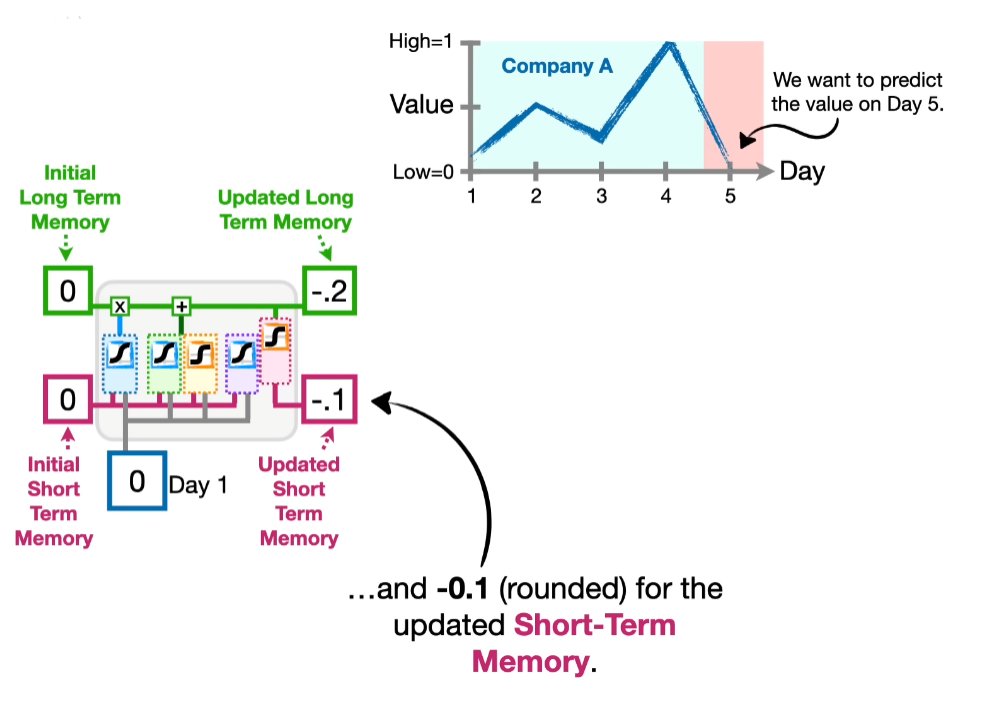 High=1
Company A
Value
Low=0
1
2
3
4
5
Day
We want to predict
the value on Day 5.
Initial
Long Term
Memory
Updated Long
Term Memory
0
-.2
x
+
0
-.1
Initial
Short
Term
Memory
0
Day 1
Updated
Short
Term
Memory
...and -0.1 (rounded) for the
updated Short-Term
Memory.